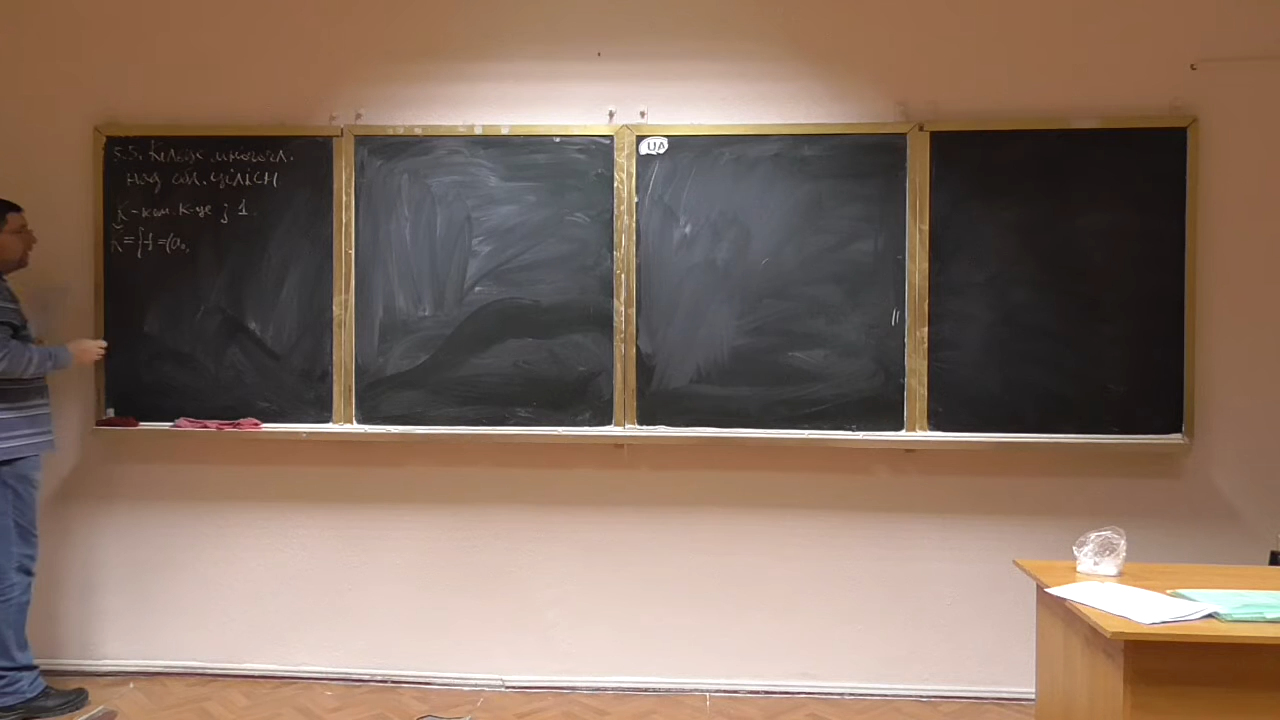 5.5. Кільце многочл.
над обл. цілісн
K - ком. к-це з 1.
Ǩ = {f = (a₀,
UA